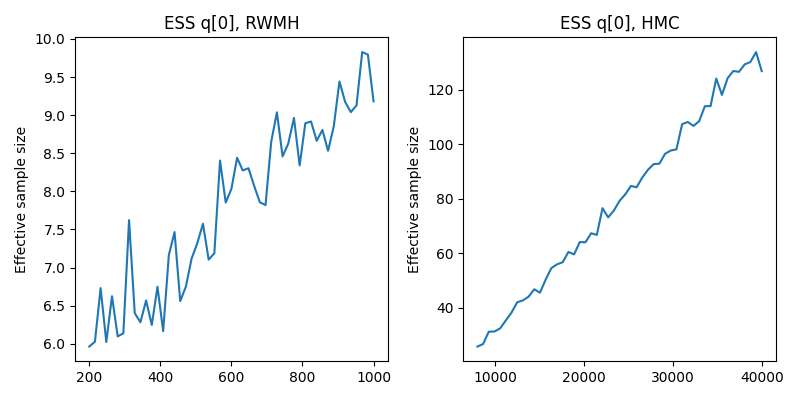 ESS q[0], RWMH
Effective sample size
10.0
9.5
9.0
8.5
8.0
7.5
7.0
6.5
6.0
200 400 600 800 1000
ESS q[0], HMC
Effective sample size
120
100
80
60
40
10000 20000 30000 40000